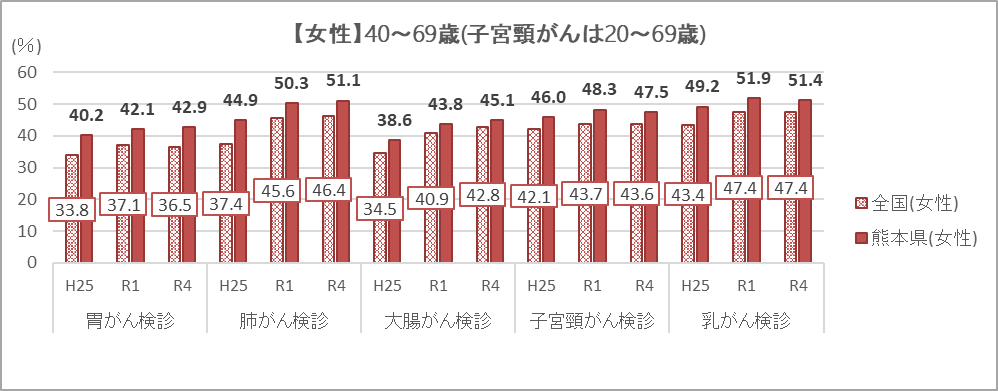 【女性】40～69歳(子宮頸がんは20～69歳)
(％)
60
50
40
30
20
10
0
40.2 42.1 42.9 44.9 50.3 51.1 38.6 43.8 45.1 46.0 48.3 47.5 49.2 51.9 51.4
33.8 37.1 36.5 37.4 45.6 46.4 34.5 40.9 42.8 42.1 43.7 43.6 43.4 47.4 47.4
H25 R1 R4 H25 R1 R4 H25 R1 R4 H25 R1 R4 H25 R1 R4
胃がん検診 肺がん検診 大腸がん検診 子宮頸がん検診 乳がん検診
全国(女性)
熊本県(女性)